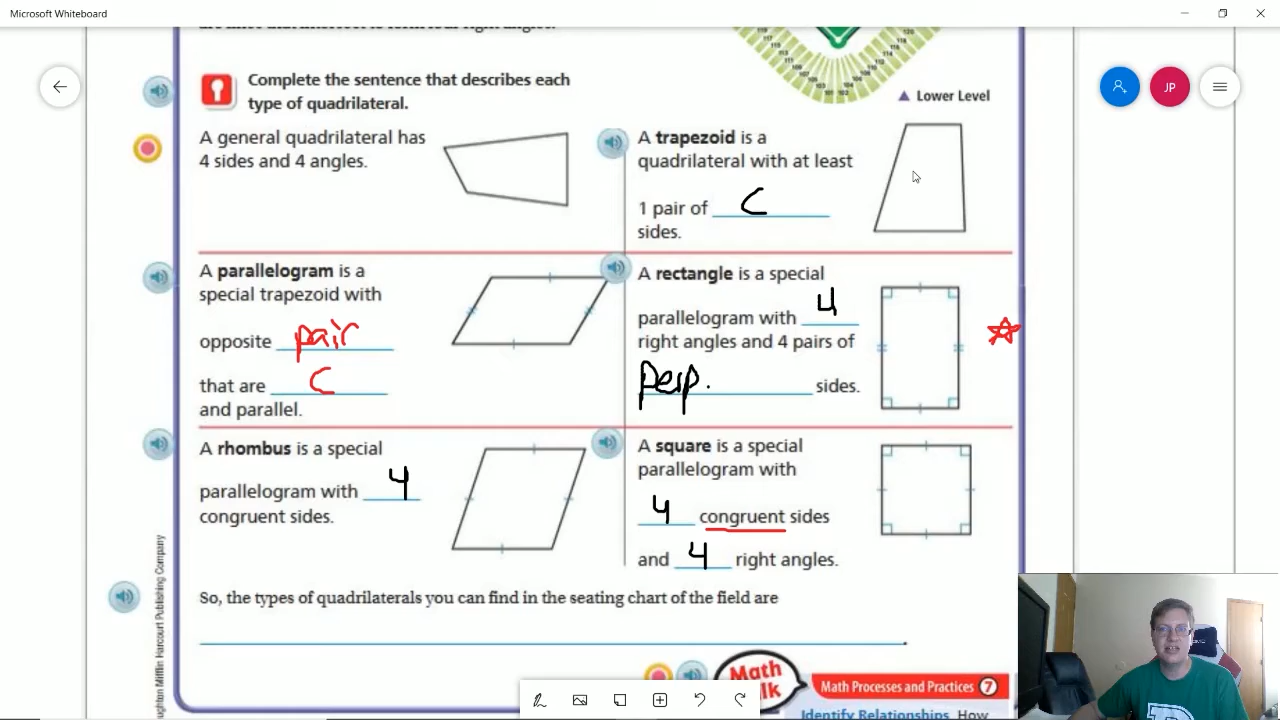 Microsoft Whiteboard
JP
Complete the sentence that describes each
type of quadrilateral.
Lower Level
A general quadrilateral has
4 sides and 4 angles.
A trapezoid is a
quadrilateral with at least
1 pair of C
sides.
A parallelogram is a
special trapezoid with
opposite pair
that are C
and parallel.
A rectangle is a special
parallelogram with 4
right angles and 4 pairs of
Perp. sides.
A rhombus is a special
parallelogram with 4
congruent sides.
A square is a special
parallelogram with
4 congruent sides
and 4 right angles.
So, the types of quadrilaterals you can find in the seating chart of the field are
Mifflin Harcourt Publishing Company
Math
Math Processes and Practices 7
Identify Relationships How